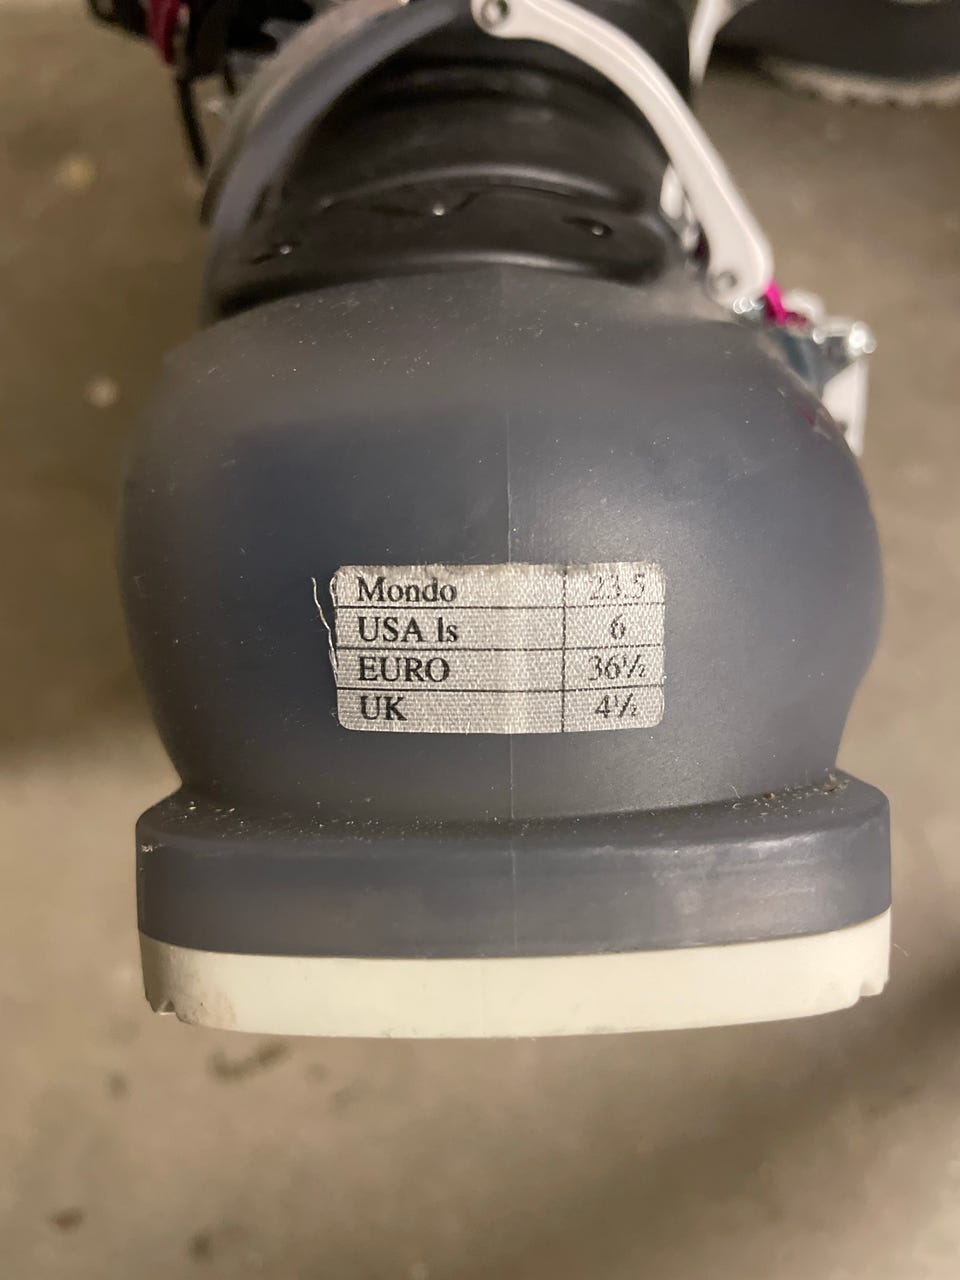 Mondo 23.5
USA ls 6
EURO 36½
UK 4½